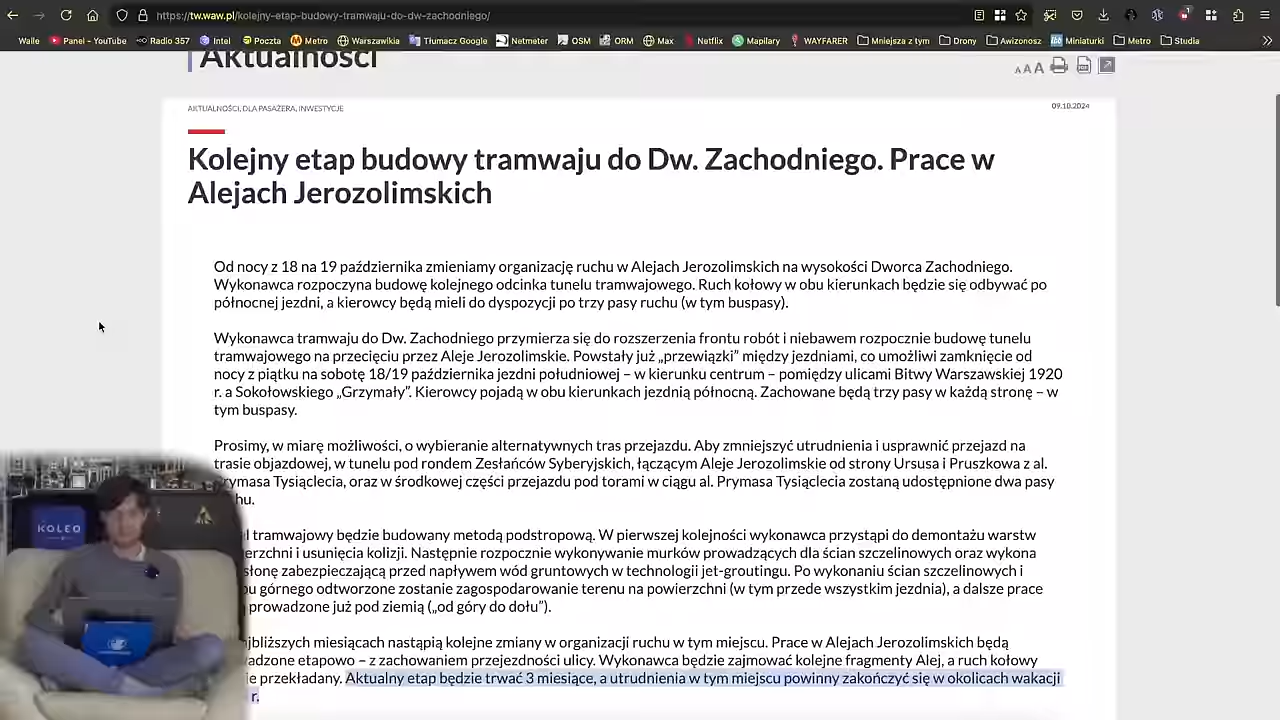 https://tw.waw.pl/kolejny-etap-budowy-tramwaju-do-dw-zachodniego/
Walle Panel - YouTube Radio 357 Intel Poczta Metro Warszawikia Tłumacz Google Netmeter OSM ORM Max Netflix Mapilary WAYFARER Mniejsza z tym Drony Awizonosz Miniaturki Metro Studia
Aktualności
A A A
AKTUALNOŚCI, DLA PASAŻERA, INWESTYCJE
09.10.2024
Kolejny etap budowy tramwaju do Dw. Zachodniego. Prace w
Alejach Jerozolimskich
Od nocy z 18 na 19 października zmieniamy organizację ruchu w Alejach Jerozolimskich na wysokości Dworca Zachodniego.
Wykonawca rozpoczyna budowę kolejnego odcinka tunelu tramwajowego. Ruch kołowy w obu kierunkach będzie się odbywać po
północnej jezdni, a kierowcy będą mieli do dyspozycji po trzy pasy ruchu (w tym buspasy).
Wykonawca tramwaju do Dw. Zachodniego przymierza się do rozszerzenia frontu robót i niebawem rozpocznie budowę tunelu
tramwajowego na przecięciu przez Aleje Jerozolimskie. Powstały już „przewiązki” między jezdniami, co umożliwi zamknięcie od
nocy z piątku na sobotę 18/19 października jezdni południowej – w kierunku centrum – pomiędzy ulicami Bitwy Warszawskiej 1920
r. a Sokołowskiego „Grzymały”. Kierowcy pojadą w obu kierunkach jezdnią północną. Zachowane będą trzy pasy w każdą stronę – w
tym buspasy.
Prosimy, w miarę możliwości, o wybieranie alternatywnych tras przejazdu. Aby zmniejszyć utrudnienia i usprawnić przejazd na
trasie objazdowej, w tunelu pod rondem Zesłańców Syberyjskich, łączącym Aleje Jerozolimskie od strony Ursusa i Pruszkowa z al.
rymasa Tysiąclecia, oraz w środkowej części przejazdu pod torami w ciągu al. Prymasa Tysiąclecia zostaną udostępnione dwa pasy
hu.
l tramwajowy będzie budowany metodą podstropową. W pierwszej kolejności wykonawca przystąpi do demontażu warstw
ierzchni i usunięcia kolizji. Następnie rozpocznie wykonywanie murków prowadzących dla ścian szczelinowych oraz wykona
słonę zabezpieczającą przed napływem wód gruntowych w technologii jet-groutingu. Po wykonaniu ścian szczelinowych i
pu górnego odtworzone zostanie zagospodarowanie terenu na powierzchni (w tym przede wszystkim jezdnia), a dalsze prace
prowadzone już pod ziemią („od góry do dołu”).
jbliższych miesiącach nastąpią kolejne zmiany w organizacji ruchu w tym miejscu. Prace w Alejach Jerozolimskich będą
wadzone etapowo – z zachowaniem przejezdności ulicy. Wykonawca będzie zajmować kolejne fragmenty Alej, a ruch kołowy
ie przekładany. Aktualny etap będzie trwać 3 miesiące, a utrudnienia w tym miejscu powinny zakończyć się w okolicach wakacji
r.
KOLEO